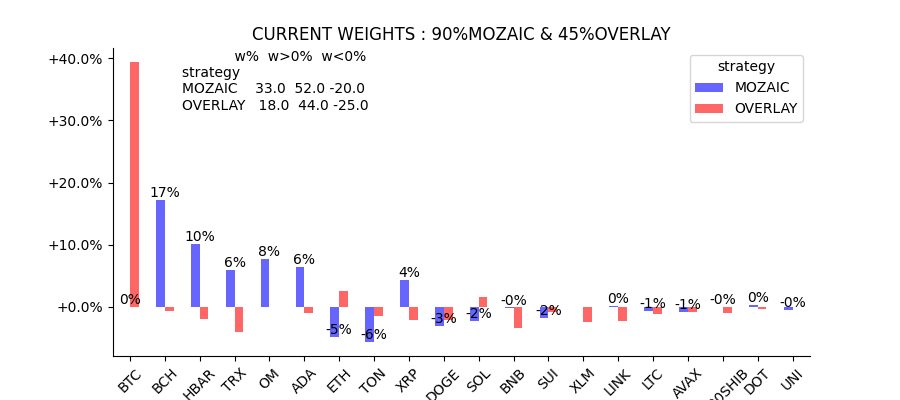 CURRENT WEIGHTS : 90%MOZAIC & 45%OVERLAY
w% w>0% w<0%
strategy
MOZAIC 33.0 52.0 -20.0
OVERLAY 18.0 44.0 -25.0
strategy
MOZAIC
OVERLAY
+40.0%
+30.0%
+20.0%
+10.0%
+0.0%
0% 17% 10% 6% 8% 6% -5% -6% 4% -3% -2% -0% -2% 0% -1% -1% -0% 0% -0%
BTC BCH HBAR TRX OM ADA ETH TON XRP DOGE SOL BNB SUI XLM LINK LTC AVAX 0SHIB DOT UNI